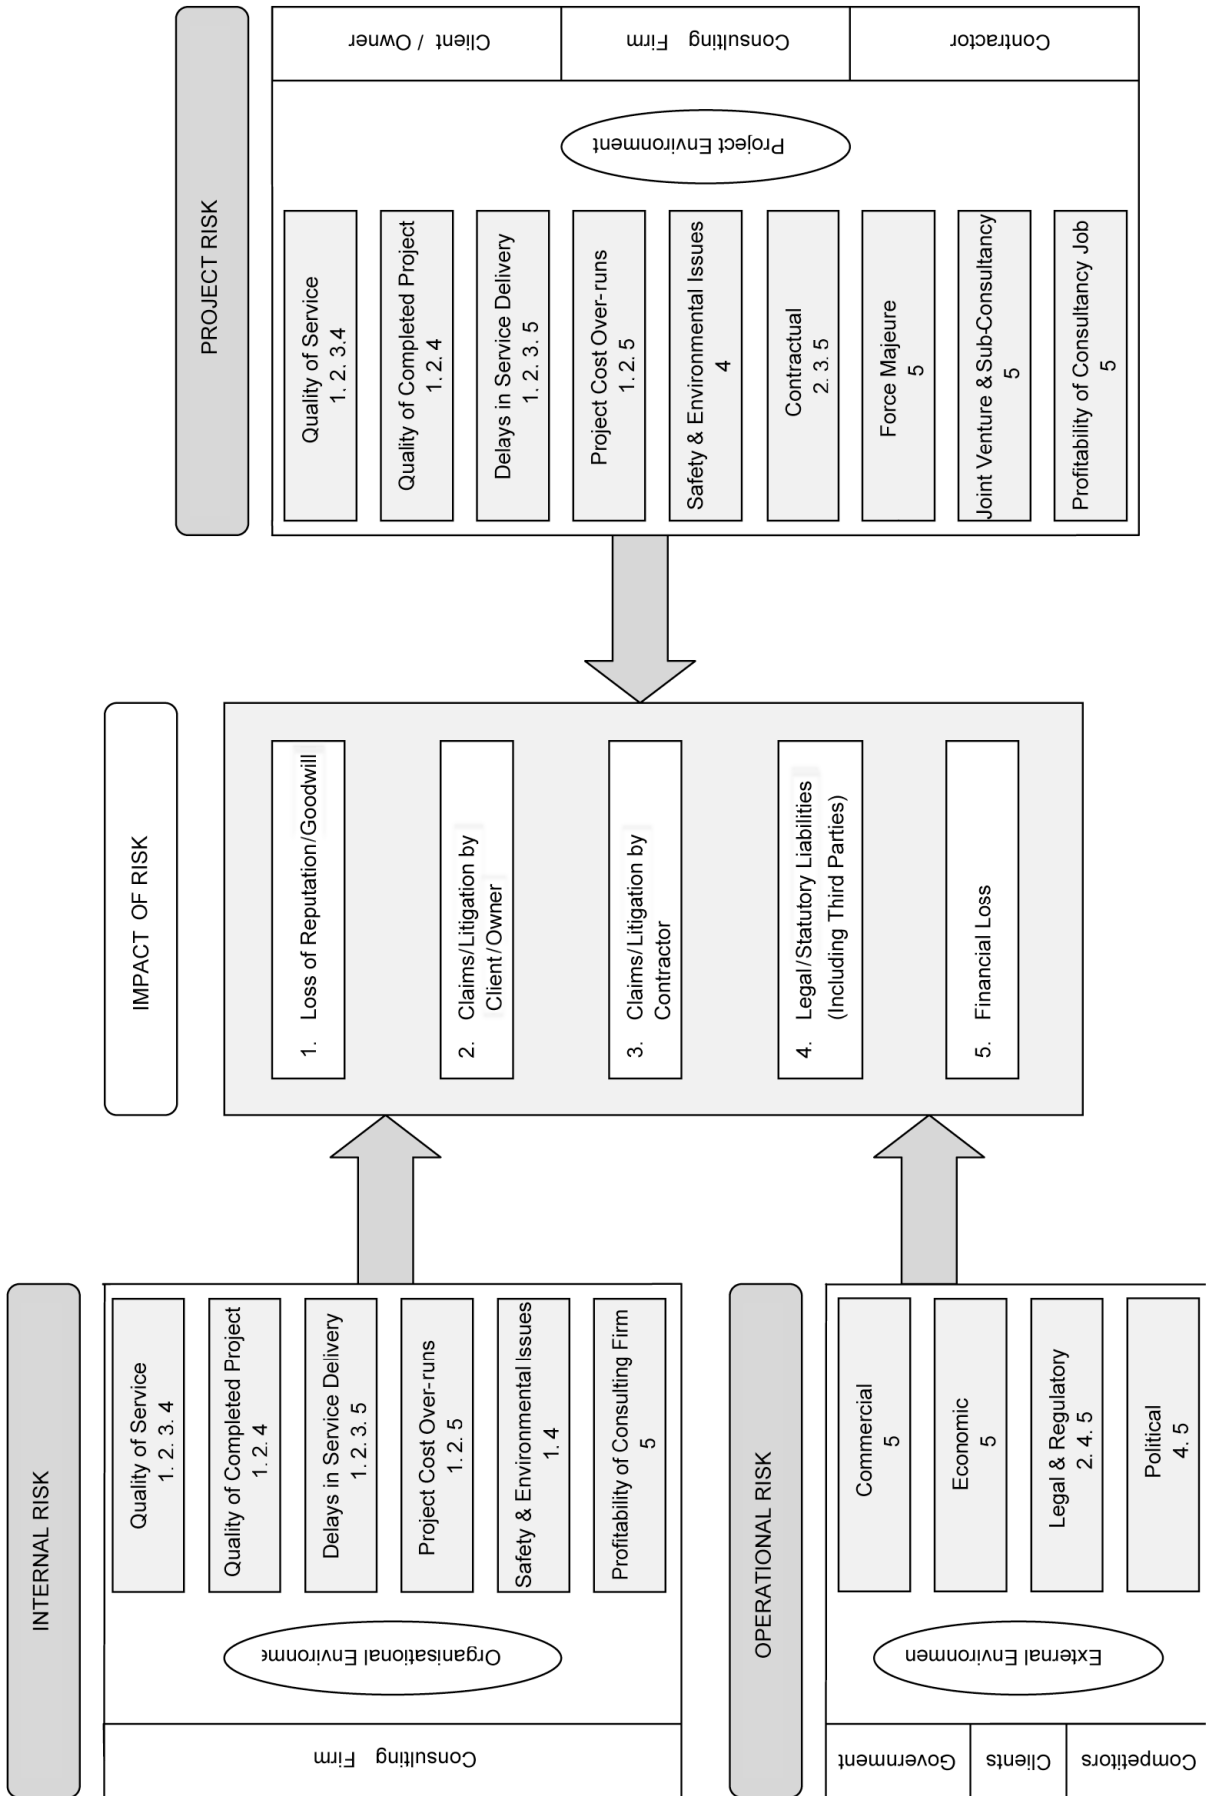 INTERNAL RISK
Consulting Firm
Organisational Environme
Quality of Service
1. 2. 3. 4
Quality of Completed Project
1. 2. 4
Delays in Service Delivery
1. 2. 3. 5
Project Cost Over-runs
1. 2. 5
Safety & Environmental Issues
1. 4
Profitability of Consulting Firm
5
OPERATIONAL RISK
Government
Clients
Competitors
External Environmen
Commercial
5
Economic
5
Legal & Regulatory
2. 4. 5
Political
4. 5
IMPACT OF RISK
1. Loss of Reputation/Goodwill
2. Claims/Litigation by
Client/Owner
3. Claims/Litigation by
Contractor
4. Legal/Statutory Liabilities
(Including Third Parties)
5. Financial Loss
PROJECT RISK
Quality of Service
1. 2. 3.4
Quality of Completed Project
1. 2. 4
Delays in Service Delivery
1. 2. 3. 5
Project Cost Over-runs
1. 2. 5
Safety & Environmental Issues
4
Contractual
2. 3. 5
Force Majeure
5
Joint Venture & Sub-Consultancy
5
Profitability of Consultancy Job
5
Project Environment
Client / Owner
Consulting Firm
Contractor